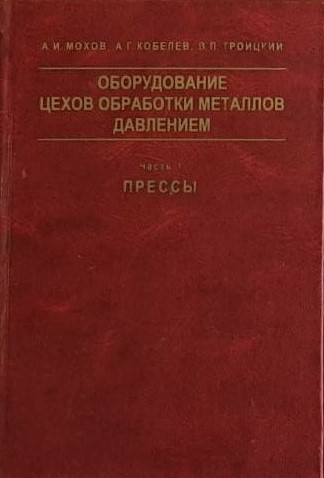 А.И. МОХОВ, А.Г. КОБЕЛЕВ, В.П. ТРОИЦКИЙ
ОБОРУДОВАНИЕ
ЦЕХОВ ОБРАБОТКИ МЕТАЛЛОВ
ДАВЛЕНИЕМ
Часть 1
ПРЕССЫ